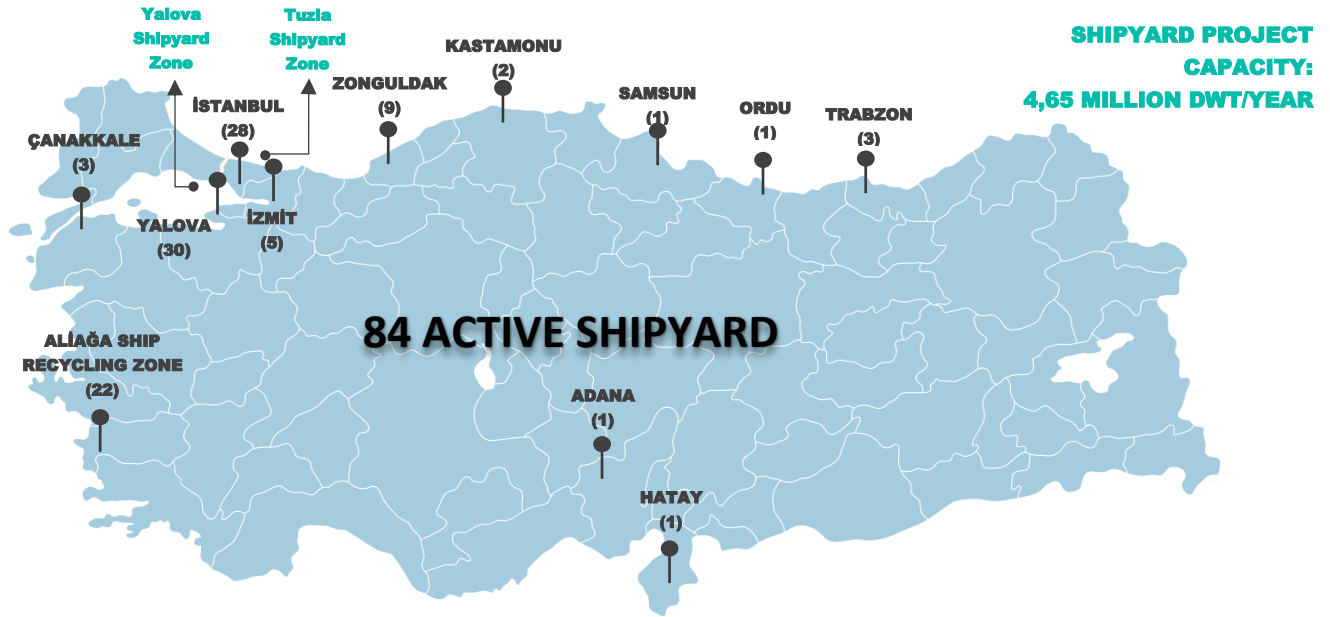 Yalova
Shipyard
Zone
Tuzla
Shipyard
Zone
SHIPYARD PROJECT
CAPACITY:
4,65 MILLION DWT/YEAR
KASTAMONU
(2)
ZONGULDAK
(9)
İSTANBUL
(28)
SAMSUN
(1)
ORDU
(1)
TRABZON
(3)
ÇANAKKALE
(3)
YALOVA
(30)
İZMİT
(5)
84 ACTIVE SHIPYARD
ALİAĞA SHIP
RECYCLING ZONE
(22)
ADANA
(1)
HATAY
(1)